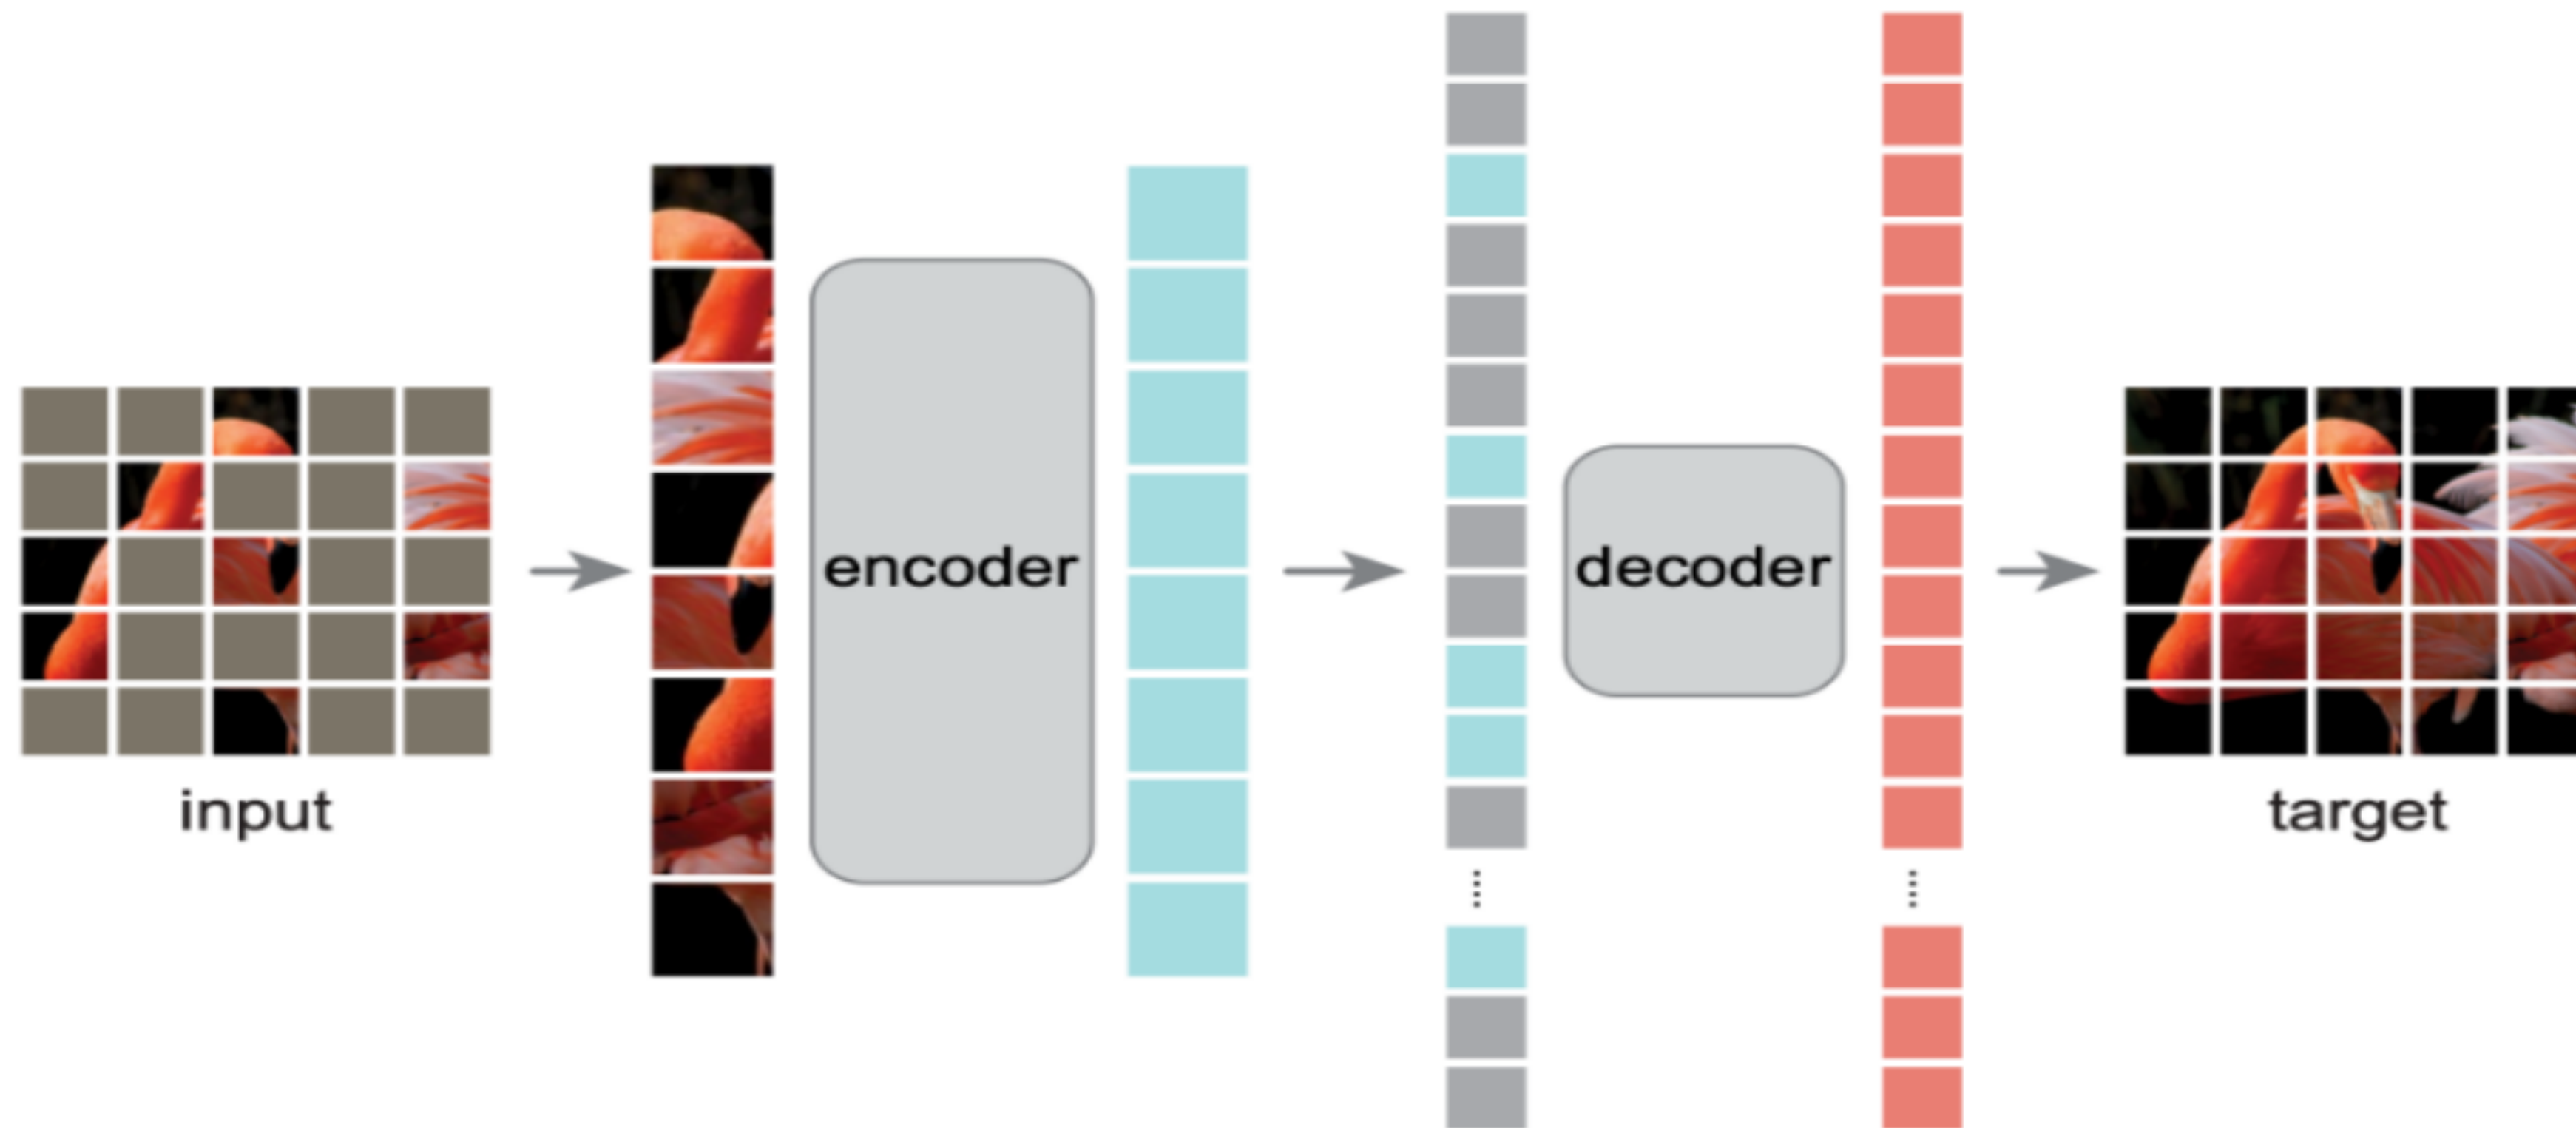 input
encoder
decoder
target